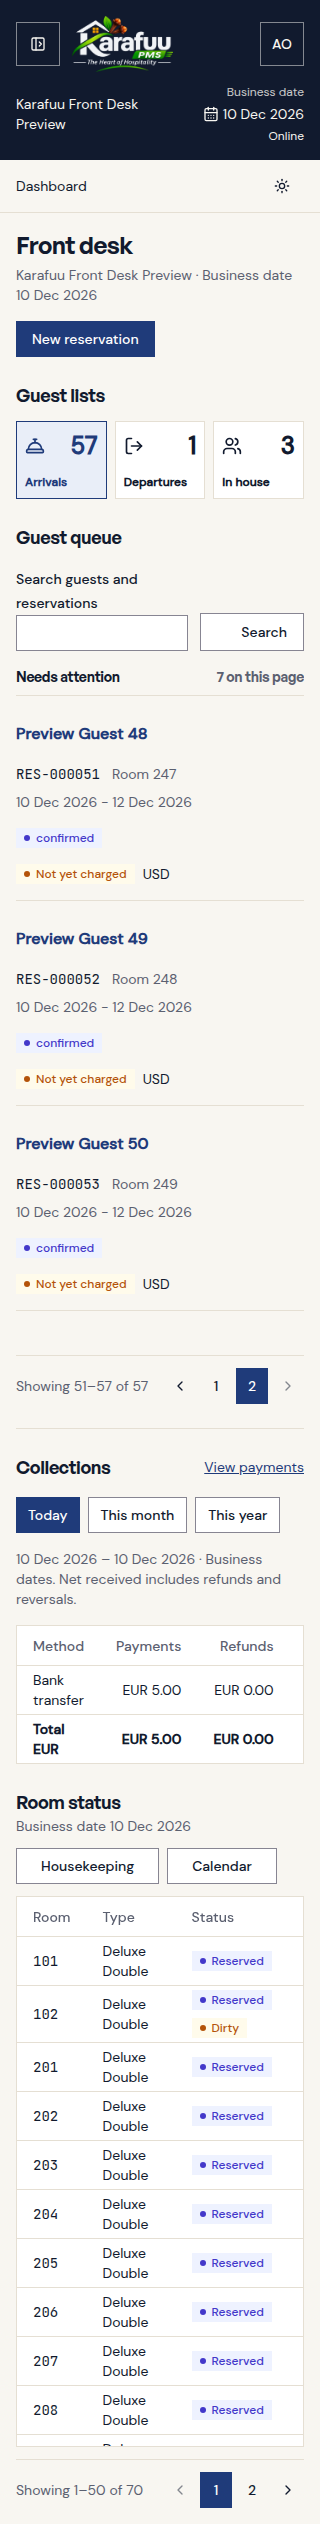 Karafuu
PMS
The Heart of Hospitality
AO
Karafuu Front Desk
Preview
Business date
10 Dec 2026
Online
Dashboard
Front desk
Karafuu Front Desk Preview · Business date
10 Dec 2026
New reservation
Guest lists
57
Arrivals
1
Departures
3
In house
Guest queue
Search guests and
reservations
Search
Needs attention
7 on this page
Preview Guest 48
RES-000051 Room 247
10 Dec 2026 - 12 Dec 2026
confirmed
Not yet charged USD
Preview Guest 49
RES-000052 Room 248
10 Dec 2026 - 12 Dec 2026
confirmed
Not yet charged USD
Preview Guest 50
RES-000053 Room 249
10 Dec 2026 - 12 Dec 2026
confirmed
Not yet charged USD
Showing 51–57 of 57 1 2
Collections View payments
Today This month This year
10 Dec 2026 – 10 Dec 2026 · Business
dates. Net received includes refunds and
reversals.
Method Payments Refunds
Bank
transfer EUR 5.00 EUR 0.00
Total
EUR EUR 5.00 EUR 0.00
Room status
Business date 10 Dec 2026
Housekeeping Calendar
Room Type Status
101 Deluxe
Double Reserved
102 Deluxe
Double Reserved
Dirty
201 Deluxe
Double Reserved
202 Deluxe
Double Reserved
203 Deluxe
Double Reserved
204 Deluxe
Double Reserved
205 Deluxe
Double Reserved
206 Deluxe
Double Reserved
207 Deluxe
Double Reserved
208 Deluxe
Double Reserved
Showing 1–50 of 70 1 2